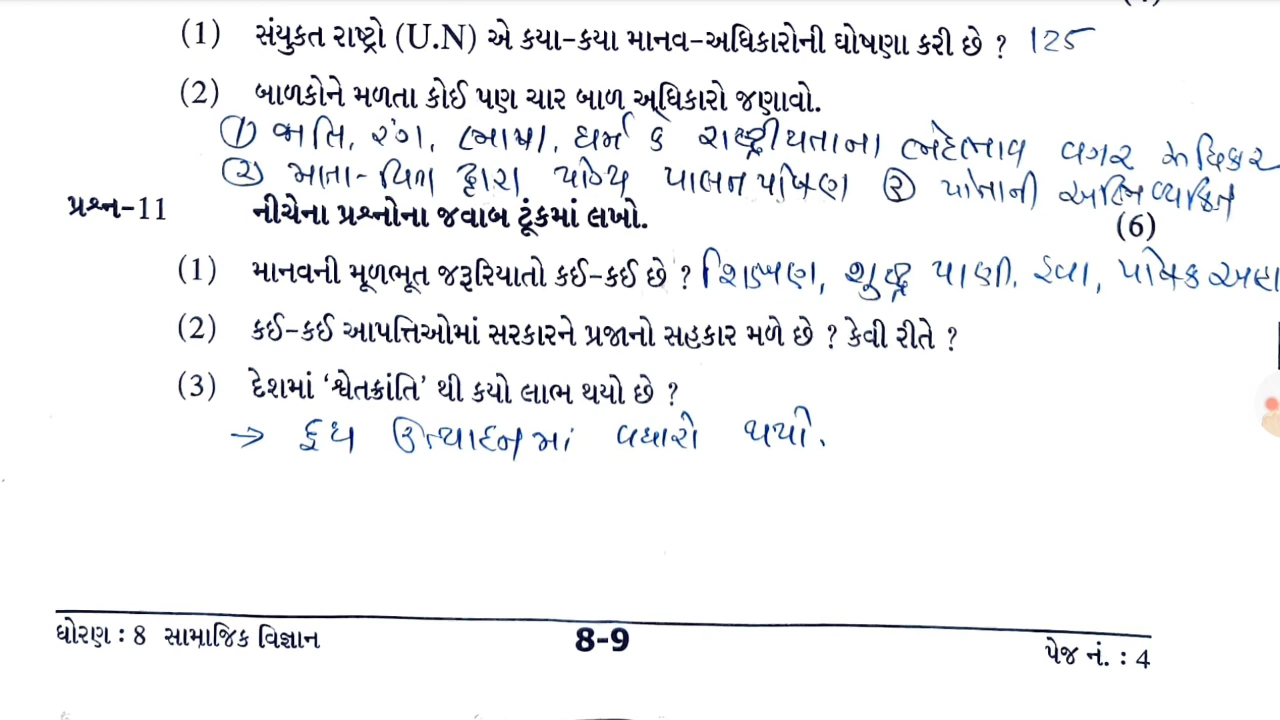 (1) સંયુકત રાષ્ટ્રો (U.N) એ કયા-કયા માનવ-અધિકારોની ઘોષણા કરી છે ? 125
(2) બાળકોને મળતા કોઈ પણ ચાર બાળ અધિકારો જણાવો.
① જાતિ, રંગ, ભાષા, ધર્મ કે રાષ્ટ્રીયતાના ભેદભાવ વગર અધિકાર
② માતા-પિતા દ્વારા યોગ્ય પાલન પોષણ ③ પોતાની અભિવ્યક્તિ
પ્રશ્ન-11 નીચેના પ્રશ્નોના જવાબ ટૂંકમાં લખો. (6)
(1) માનવની મૂળભૂત જરૂરિયાતો કઈ-કઈ છે ? શિક્ષણ, શુદ્ધ પાણી, હવા, પોષક
(2) કઈ-કઈ આપત્તિઓમાં સરકારને પ્રજાનો સહકાર મળે છે ? કેવી રીતે ?
(3) દેશમાં ‘શ્વેતક્રાંતિ’ થી કયો લાભ થયો છે ?
→ દૂધ ઉત્પાદનમાં વધારો થયો.
ધોરણ : 8 સામાજિક વિજ્ઞાન 8-9 પેજ નં. : 4